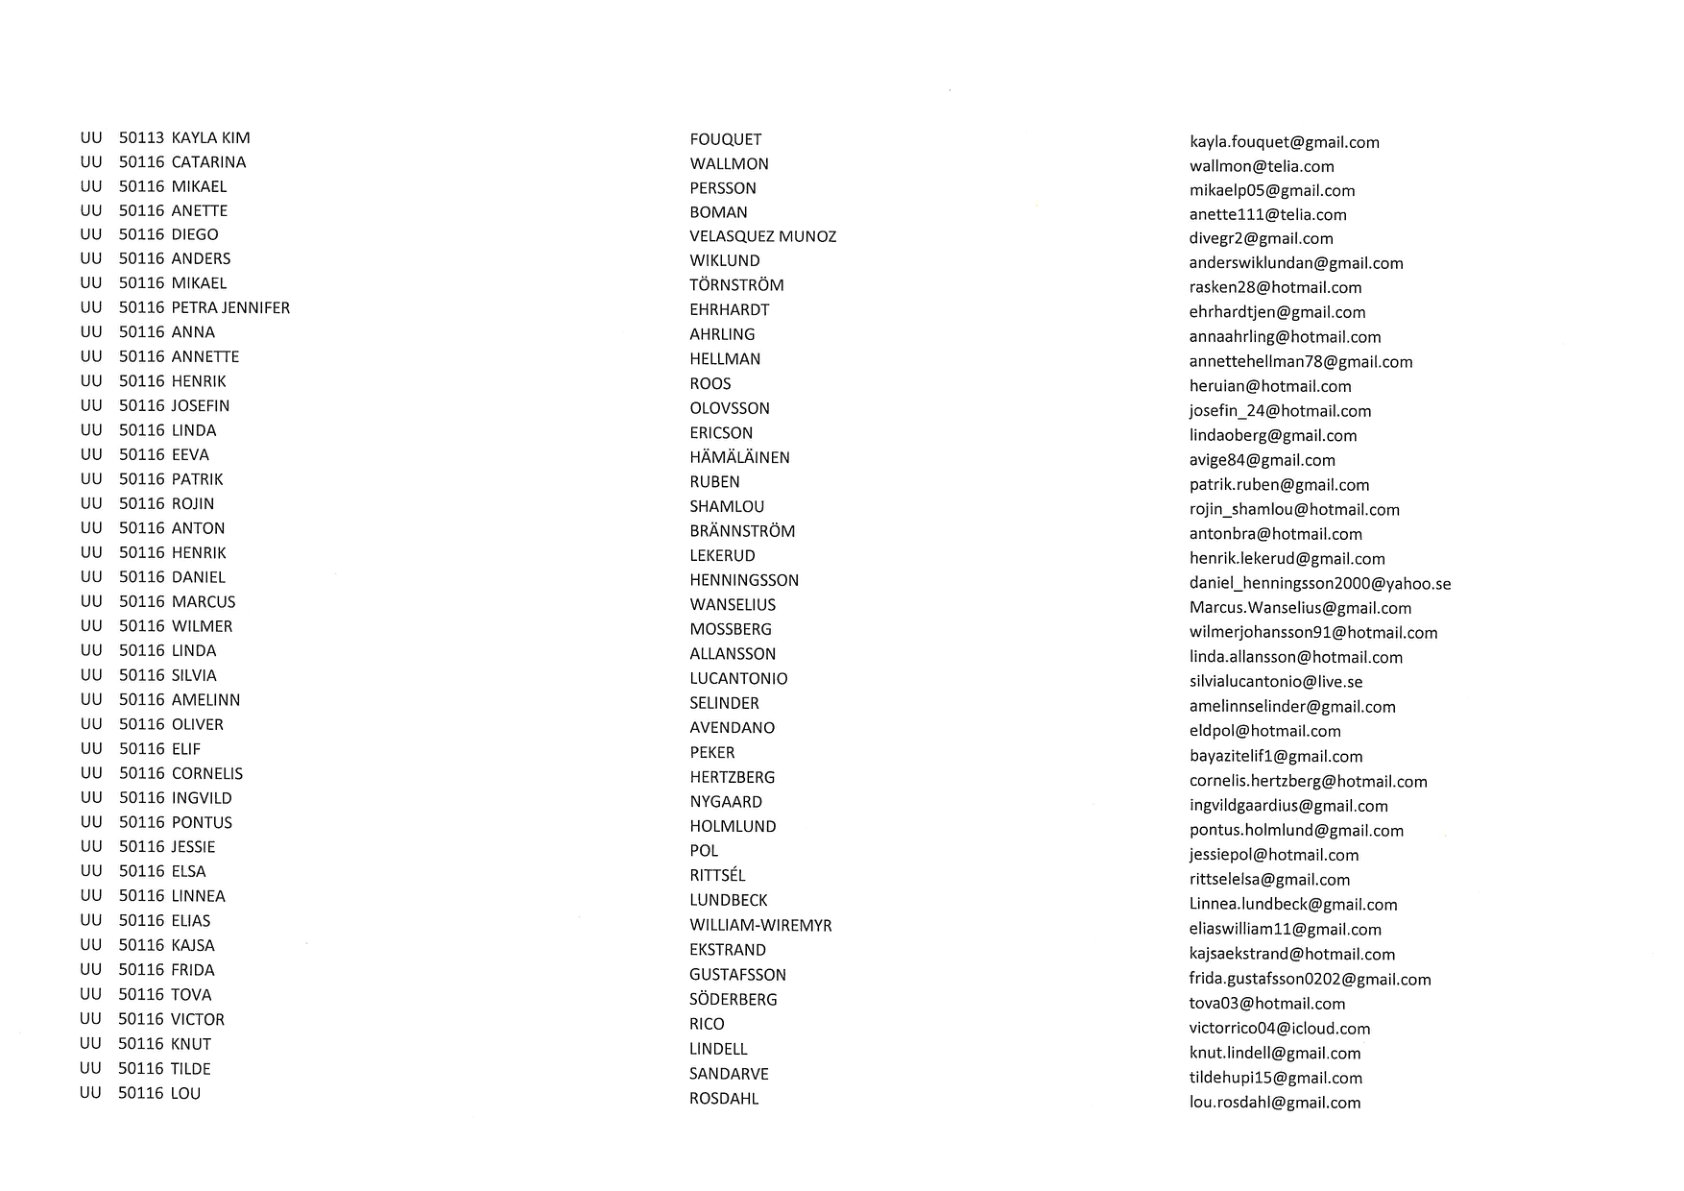 UU 50113 KAYLA KIM FOUQUET kayla.fouquet@gmail.com
UU 50116 CATARINA WALLMON wallmon@telia.com
UU 50116 MIKAEL PERSSON mikaelp05@gmail.com
UU 50116 ANETTE BOMAN anette111@telia.com
UU 50116 DIEGO VELASQUEZ MUNOZ divegr2@gmail.com
UU 50116 ANDERS WIKLUND anderswiklundan@gmail.com
UU 50116 MIKAEL TÖRNSTRÖM rasken28@hotmail.com
UU 50116 PETRA JENNIFER EHRHARDT ehrhardtjen@gmail.com
UU 50116 ANNA AHRLING annaahrling@hotmail.com
UU 50116 ANNETTE HELLMAN annettehellman78@gmail.com
UU 50116 HENRIK ROOS heruian@hotmail.com
UU 50116 JOSEFIN OLOVSSON josefin_24@hotmail.com
UU 50116 LINDA ERICSON lindaoberg@gmail.com
UU 50116 EEVA HÄMÄLÄINEN avige84@gmail.com
UU 50116 PATRIK RUBEN patrik.ruben@gmail.com
UU 50116 ROJIN SHAMLOU rojin_shamlou@hotmail.com
UU 50116 ANTON BRÄNNSTRÖM antonbra@hotmail.com
UU 50116 HENRIK LEKERUD henrik.lekerud@gmail.com
UU 50116 DANIEL HENNINGSSON daniel_henningsson2000@yahoo.se
UU 50116 MARCUS WANSELIUS Marcus.Wanselius@gmail.com
UU 50116 WILMER MOSSBERG wilmerjohansson91@hotmail.com
UU 50116 LINDA ALLANSSON linda.allansson@hotmail.com
UU 50116 SILVIA LUCANTONIO silvialucantonio@live.se
UU 50116 AMELINN SELINDER amelinnselinder@gmail.com
UU 50116 OLIVER AVENDANO eldpol@hotmail.com
UU 50116 ELIF PEKER bayazitelif1@gmail.com
UU 50116 CORNELIS HERTZBERG cornelis.hertzberg@hotmail.com
UU 50116 INGVILD NYGAARD ingvildgaardius@gmail.com
UU 50116 PONTUS HOLMLUND pontus.holmlund@gmail.com
UU 50116 JESSIE POL jessiepol@hotmail.com
UU 50116 ELSA RITTSÉL rittselelsa@gmail.com
UU 50116 LINNEA LUNDBECK Linnea.lundbeck@gmail.com
UU 50116 ELIAS WILLIAM-WIREMYR eliaswilliam11@gmail.com
UU 50116 KAJSA EKSTRAND kajsaekstrand@hotmail.com
UU 50116 FRIDA GUSTAFSSON frida.gustafsson0202@gmail.com
UU 50116 TOVA SÖDERBERG tova03@hotmail.com
UU 50116 VICTOR RICO victorrico04@icloud.com
UU 50116 KNUT LINDELL knut.lindell@gmail.com
UU 50116 TILDE SANDARVE tildehupi15@gmail.com
UU 50116 LOU ROSDAHL lou.rosdahl@gmail.com